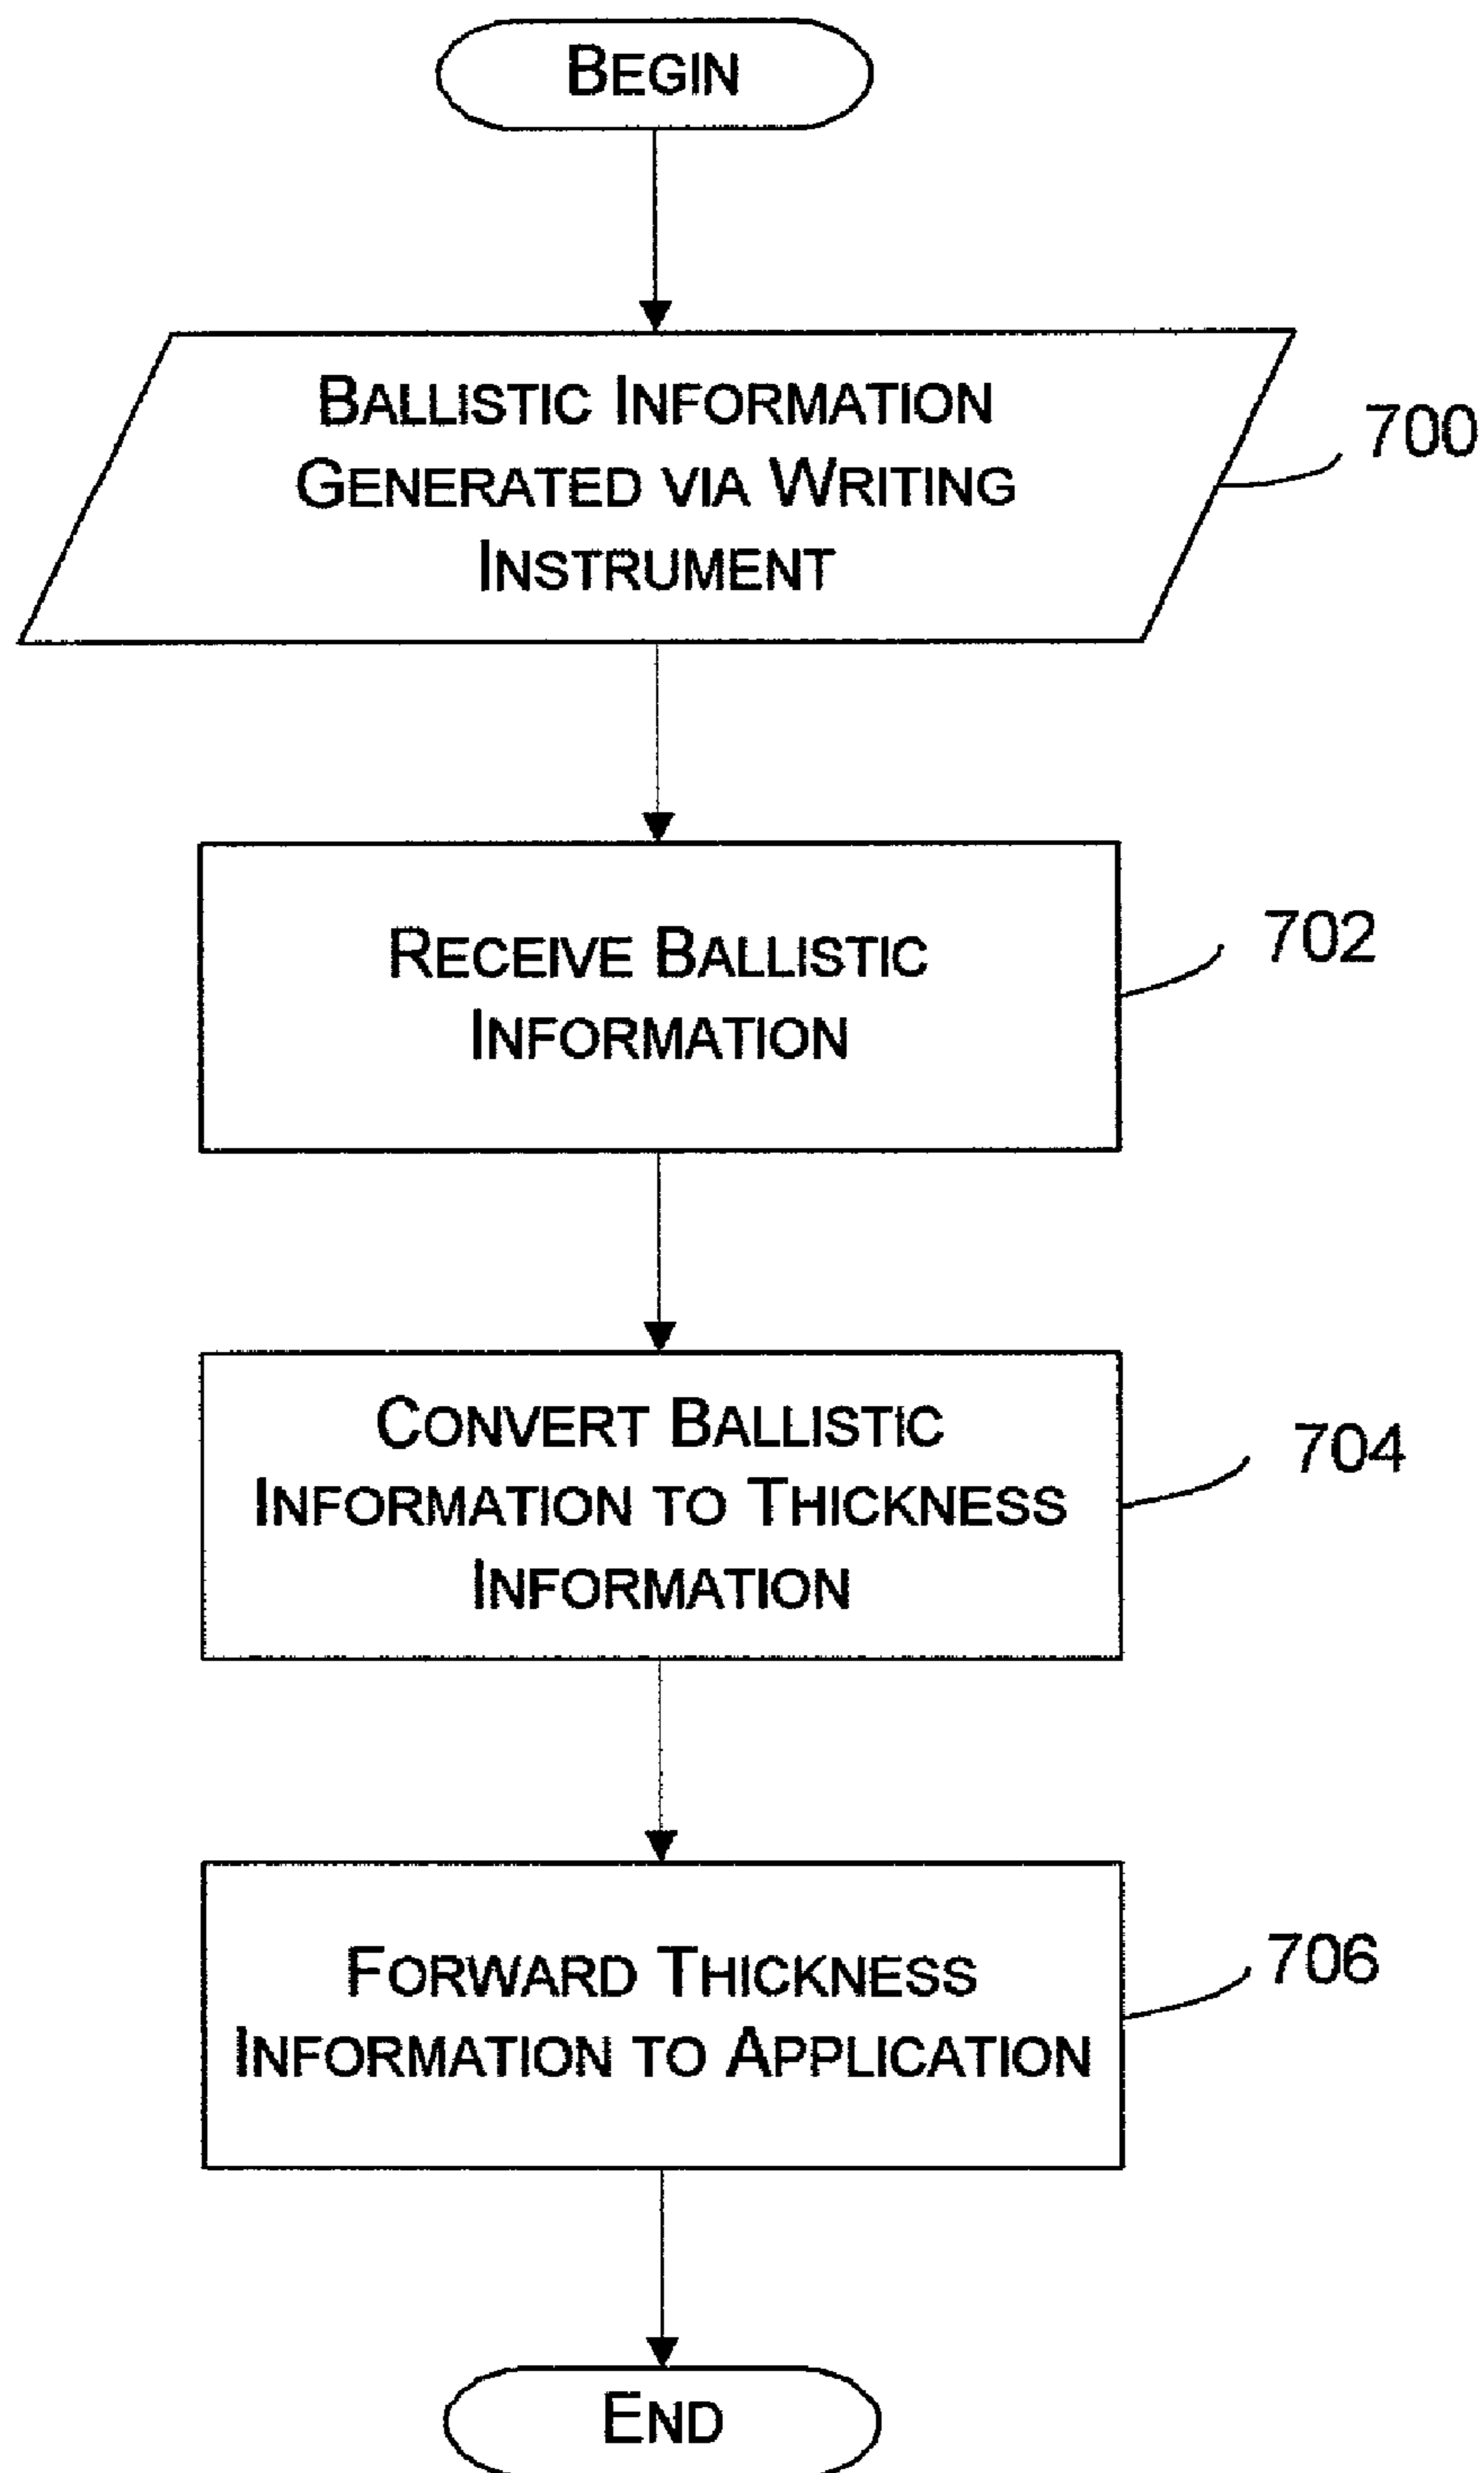 BEGIN
BALLISTIC INFORMATION
GENERATED VIA WRITING
INSTRUMENT
700
RECEIVE BALLISTIC
INFORMATION
702
CONVERT BALLISTIC
INFORMATION TO THICKNESS
INFORMATION
704
FORWARD THICKNESS
INFORMATION TO APPLICATION
706
END